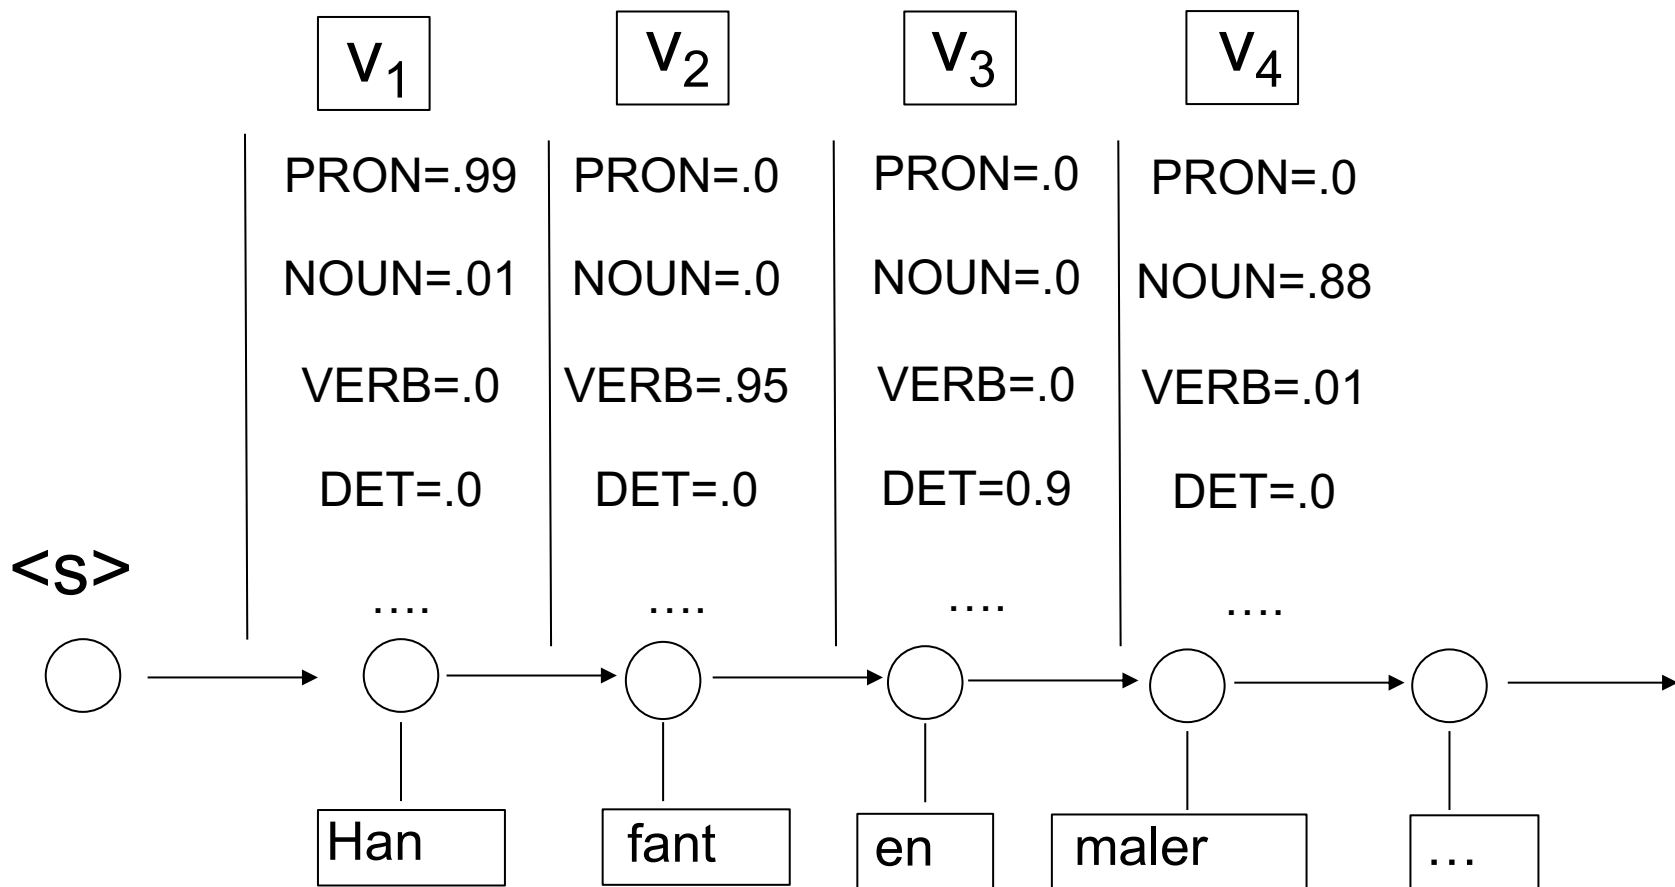 v₁ v₂ v₃ v₄
PRON=.99 PRON=.0 PRON=.0 PRON=.0
NOUN=.01 NOUN=.0 NOUN=.0 NOUN=.88
VERB=.0 VERB=.95 VERB=.0 VERB=.01
DET=.0 DET=.0 DET=0.9 DET=.0
<s>
.... .... .... ....
Han fant en maler ...